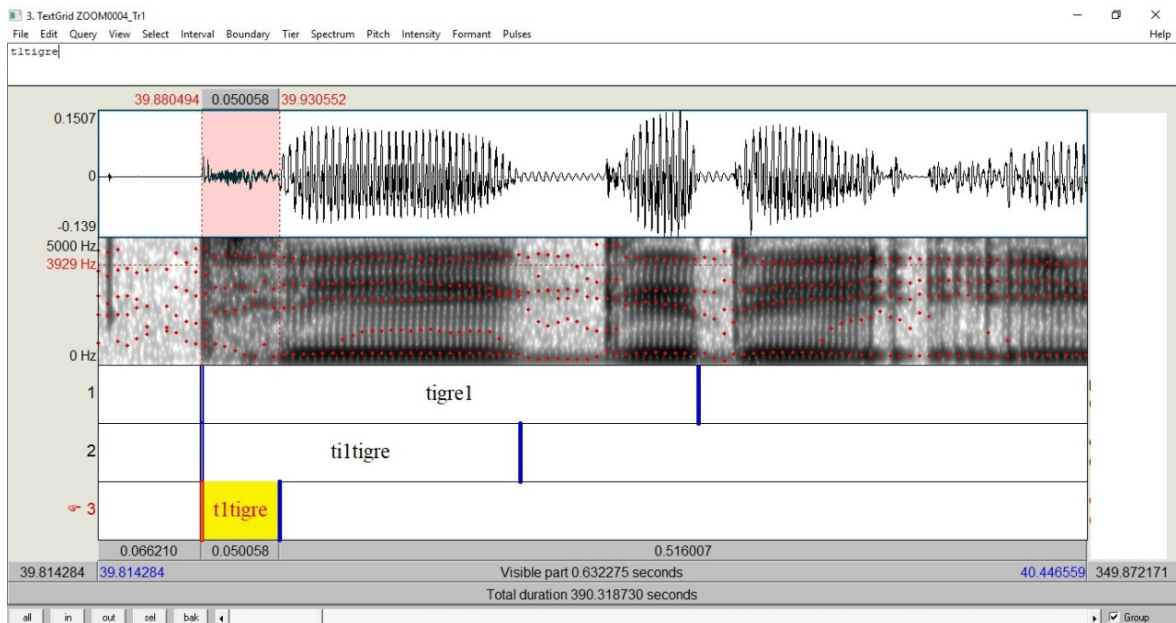 3. TextGrid ZOOM0004_Tr1
File Edit Query View Select Interval Boundary Tier Spectrum Pitch Intensity Formant Pulses Help
t1tigre
39.880494 0.050058 39.930552
0.1507
0
-0.139
5000 Hz
3929 Hz
0 Hz
1 tigre1
2 ti1tigre
3 t1tigre
0.066210 0.050058 0.516007
39.814284 39.814284 Visible part 0.632275 seconds 40.446559 349.872171
Total duration 390.318730 seconds
all in out sel bak Group